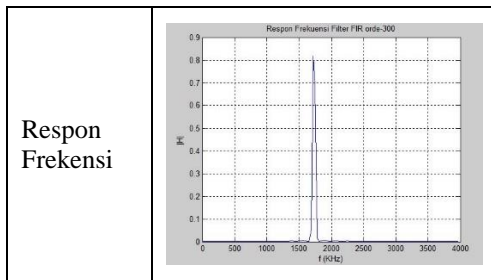 Respon
Frekensi
Respon Frekuensi Filter FIR orde-300
|H|
0.9
0.8
0.7
0.6
0.5
0.4
0.3
0.2
0.1
0
0 500 1000 1500 2000 2500 3000 3500 4000
f (KHz)